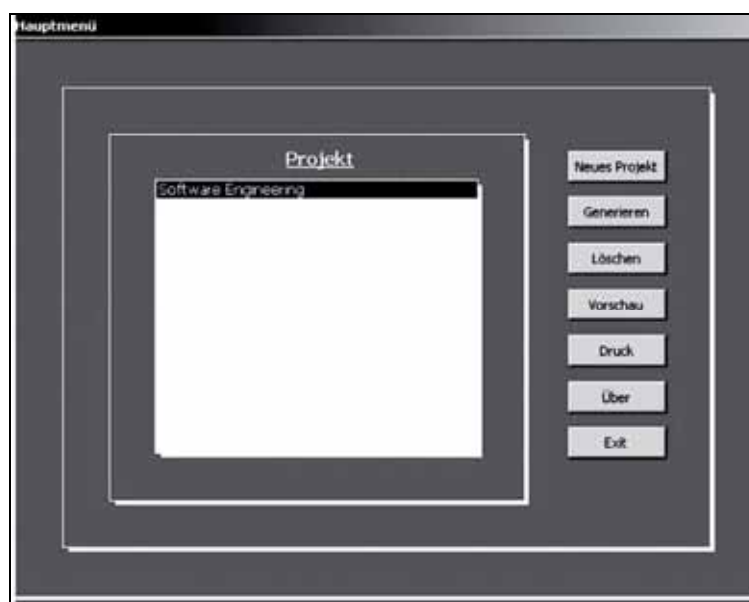 Hauptmenü
Projekt
Software Engineering
Neues Projekt
Generieren
Löschen
Vorschau
Druck
Über
Exit